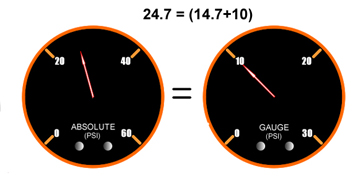 24.7 = (14.7+10)
20 40
0 60
ABSOLUTE
(PSI)
=
10 20
0 30
GAUGE
(PSI)